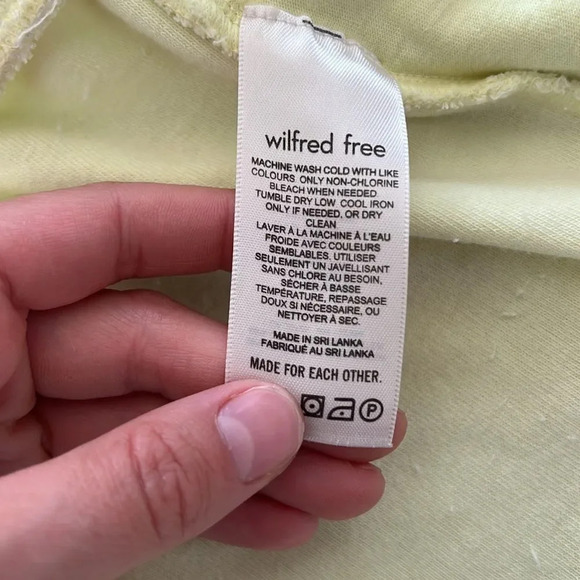 wilfred free
MACHINE WASH COLD WITH LIKE
COLOURS. ONLY NON-CHLORINE
BLEACH WHEN NEEDED
TUMBLE DRY LOW. COOL IRON
ONLY IF NEEDED, OR DRY
CLEAN
LAVER À LA MACHINE À L'EAU
FROIDE AVEC COULEURS
SEMBLABLES. UTILISER
SEULEMENT UN JAVELLISANT
SANS CHLORE AU BESOIN,
SÉCHER À BASSE
TEMPÉRATURE, REPASSAGE
DOUX SI NÉCESSAIRE, OU
NETTOYER À SEC.
MADE IN SRI LANKA
FABRIQUÉ AU SRI LANKA
MADE FOR EACH OTHER.
P